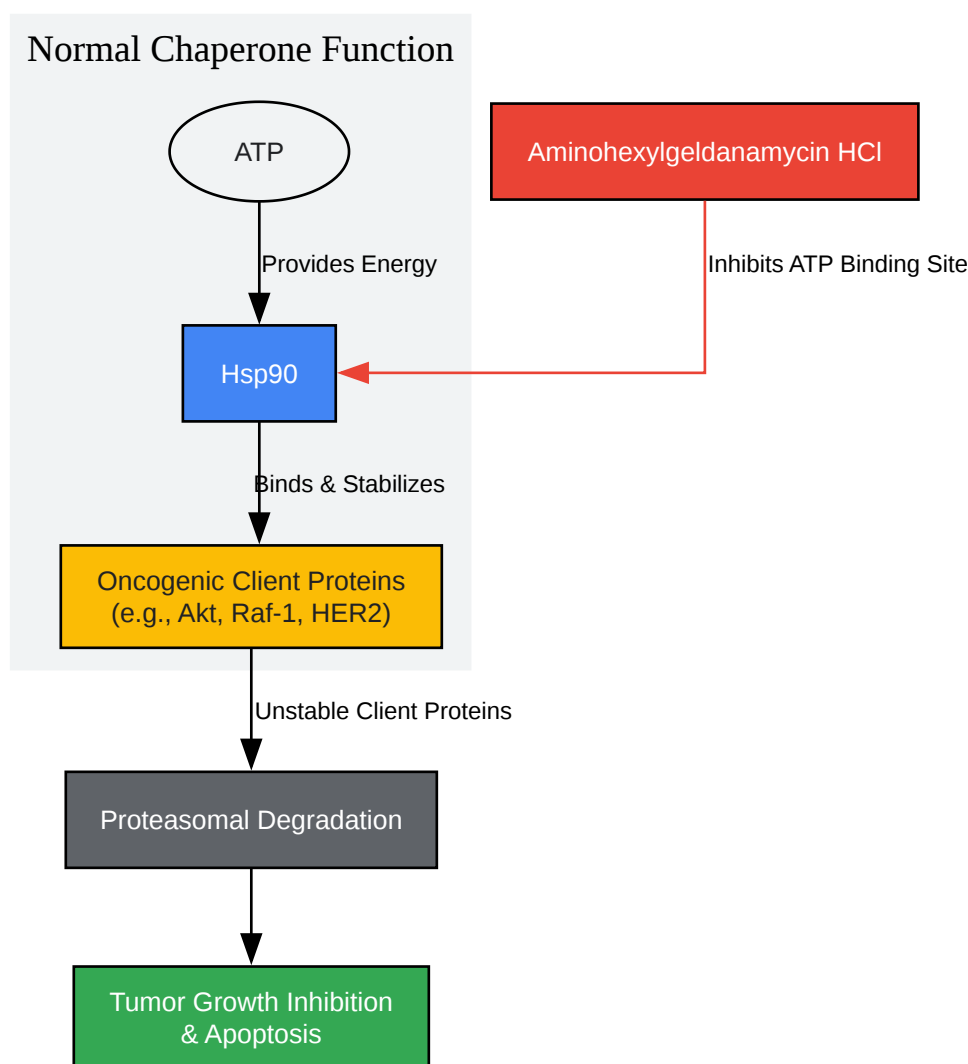 Normal Chaperone Function
ATP
Aminohexylgeldanamycin HCl
Provides Energy
Inhibits ATP Binding Site
Hsp90
Binds & Stabilizes
Oncogenic Client Proteins
(e.g., Akt, Raf-1, HER2)
Unstable Client Proteins
Proteasomal Degradation
Tumor Growth Inhibition
& Apoptosis